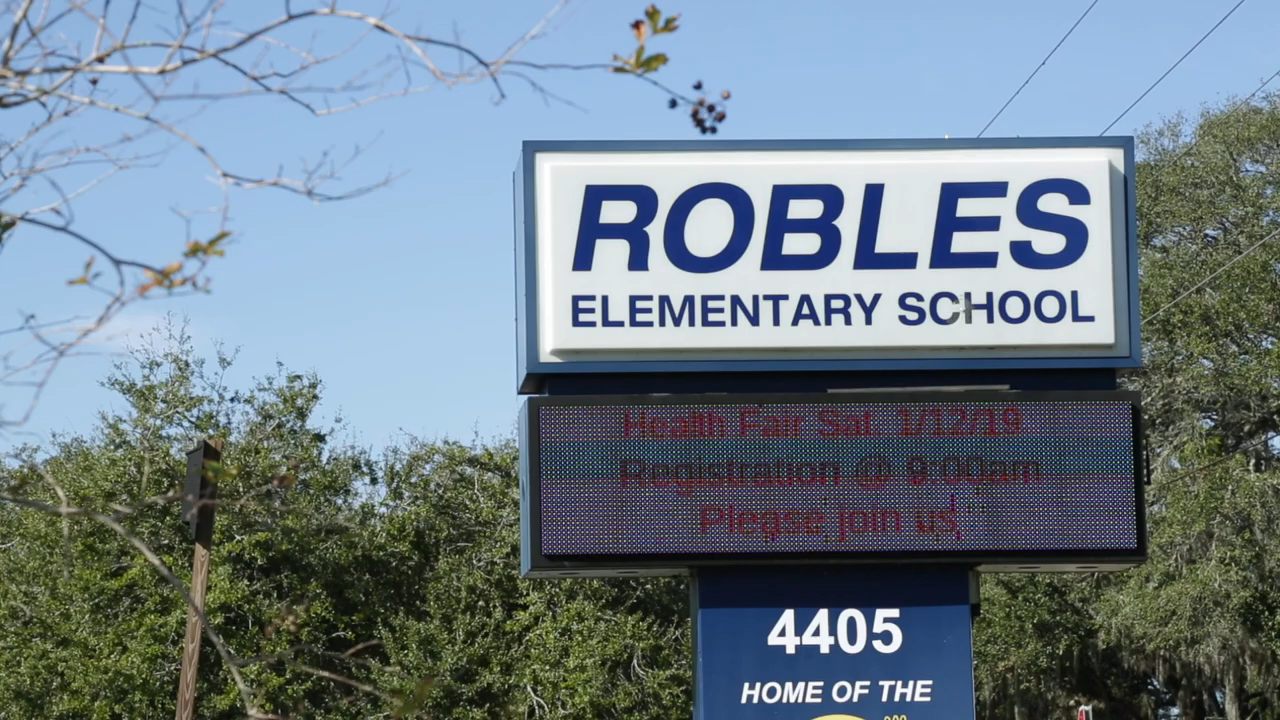 ROBLES
ELEMENTARY SCHOOL
Health Fair Sat. 1/12/19
Registration @ 9:00am
Please join us
4405
HOME OF THE